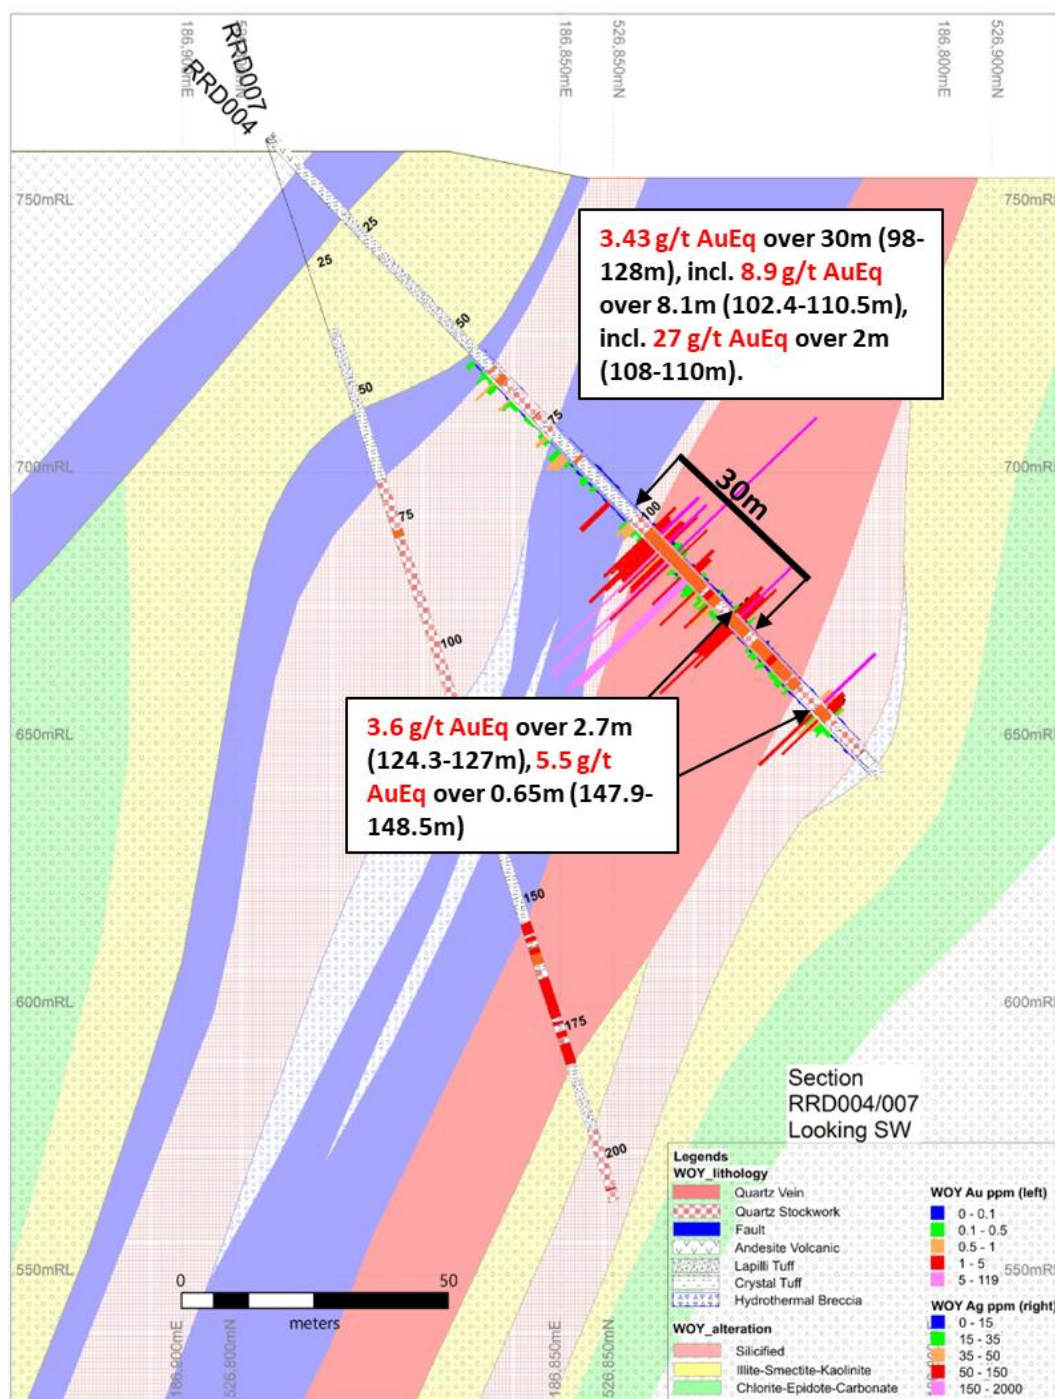 186,900mE
186,850mE
526,850mN
186,800mE
526,900mN
RRD007
RRD004
750mRL
750mRL
25
25
50
50
75
75
100
100
30m
3.43 g/t AuEq over 30m (98-
128m), incl. 8.9 g/t AuEq
over 8.1m (102.4-110.5m),
incl. 27 g/t AuEq over 2m
(108-110m).
700mRL
700mRL
650mRL
650mRL
3.6 g/t AuEq over 2.7m
(124.3-127m), 5.5 g/t
AuEq over 0.65m (147.9-
148.5m)
150
175
200
600mRL
600mRL
Section
RRD004/007
Looking SW
550mRL
550mRL
0 50
meters
186,900mE
526,800mN
186,850mE
526,850mN
Legends
WOY_lithology
Quartz Vein
Quartz Stockwork
Fault
Andesite Volcanic
Lapilli Tuff
Crystal Tuff
Hydrothermal Breccia
WOY_alteration
Silicified
Illite-Smectite-Kaolinite
Chlorite-Epidote-Carbonate
WOY Au ppm (left)
0 - 0.1
0.1 - 0.5
0.5 - 1
1 - 5
5 - 119
WOY Ag ppm (right)
0 - 15
15 - 35
35 - 50
50 - 150
150 - 2000